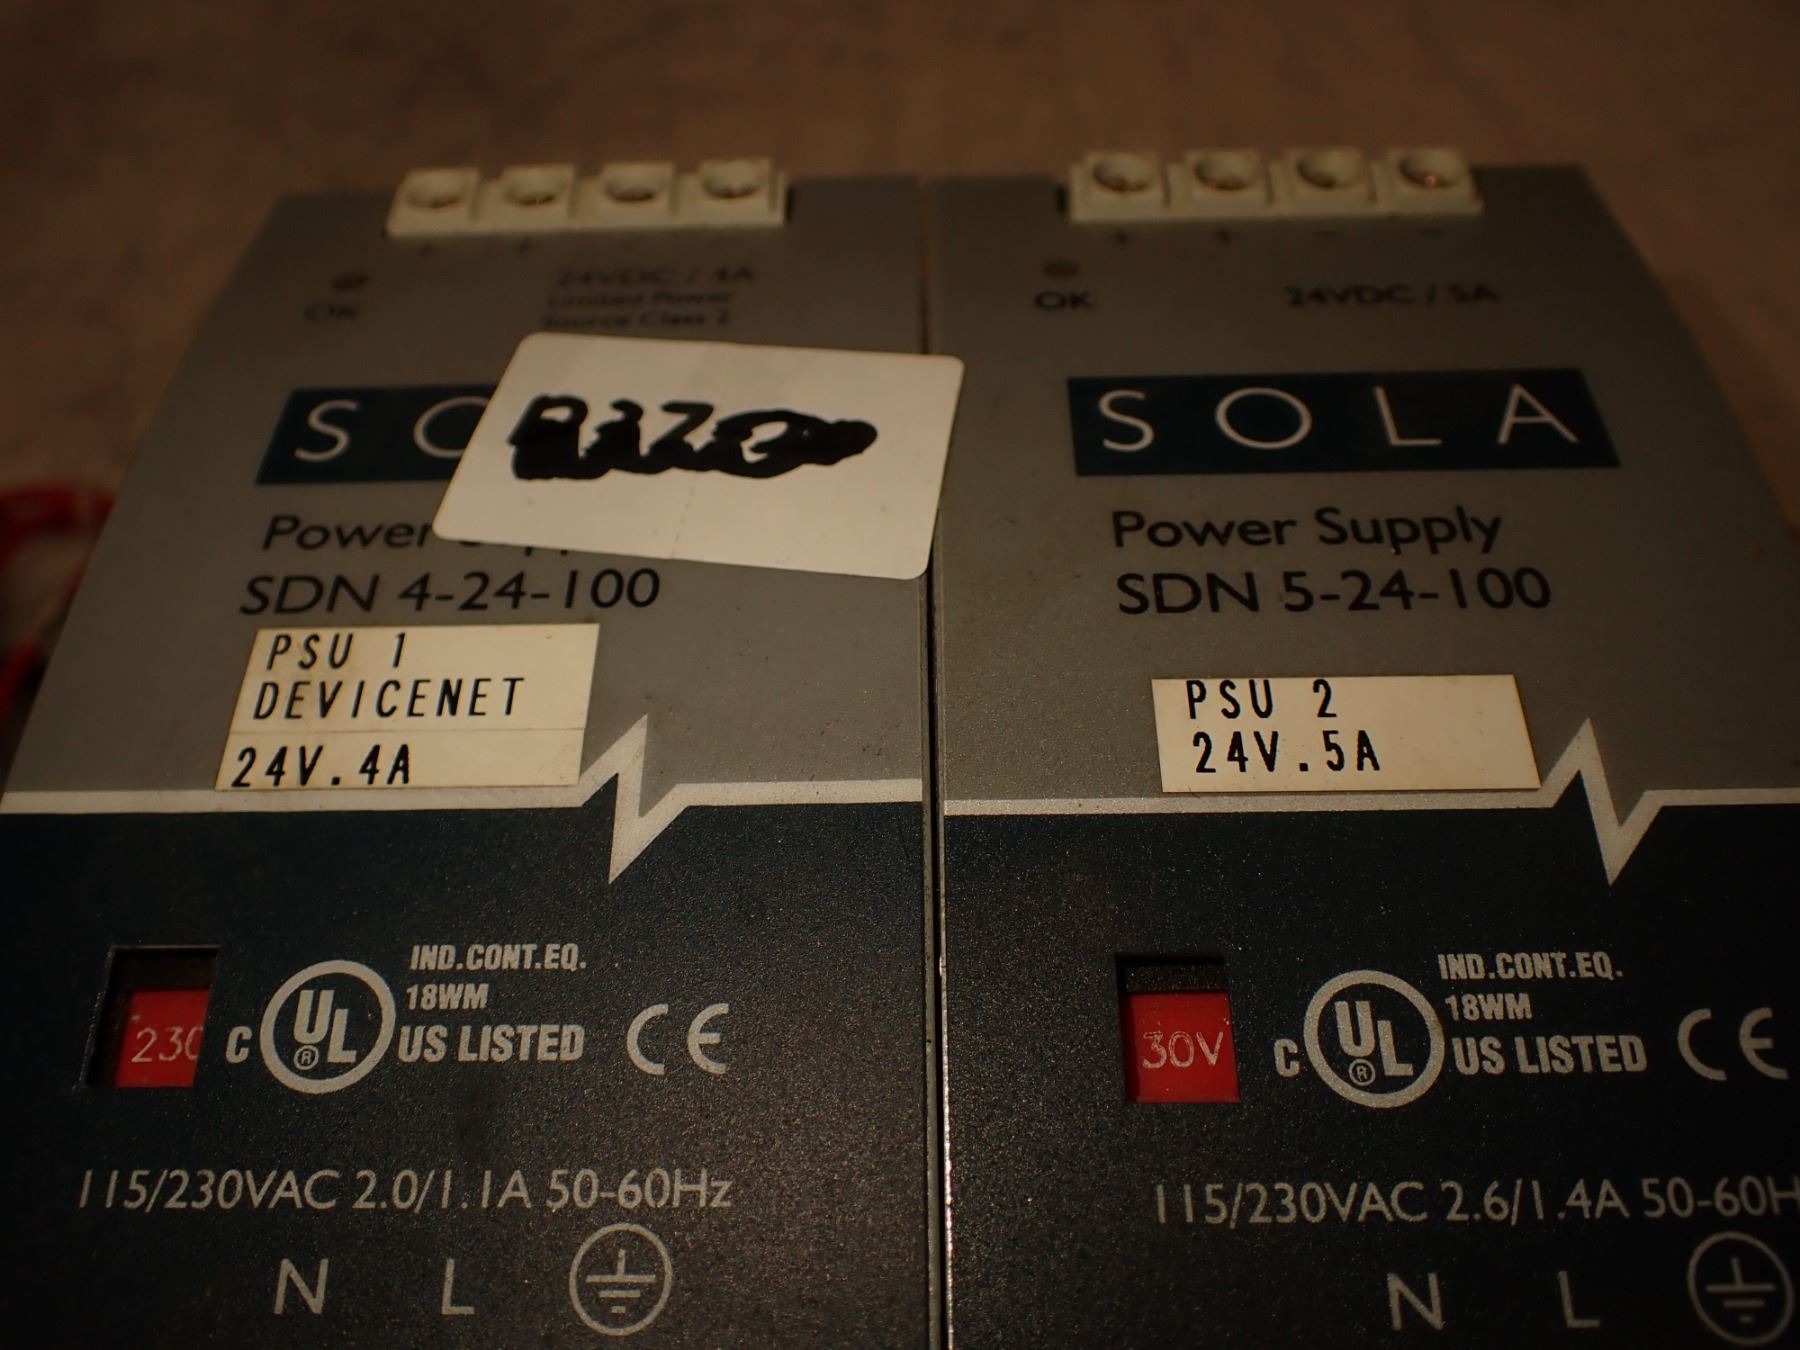 + + - -
OK
24VDC / 4A
Limited Power
Source Class 2
SO
Power
SDN 4-24-100
PSU 1
DEVICENET
24V.4A
230
C UL® US LISTED
IND.CONT.EQ.
18WM
CE
115/230VAC 2.0/1.1A 50-60Hz
N L
+ + - -
OK
24VDC / 5A
SOLA
Power Supply
SDN 5-24-100
PSU 2
24V.5A
30V
C UL® US LISTED
IND.CONT.EQ.
18WM
CE
115/230VAC 2.6/1.4A 50-60H
N L